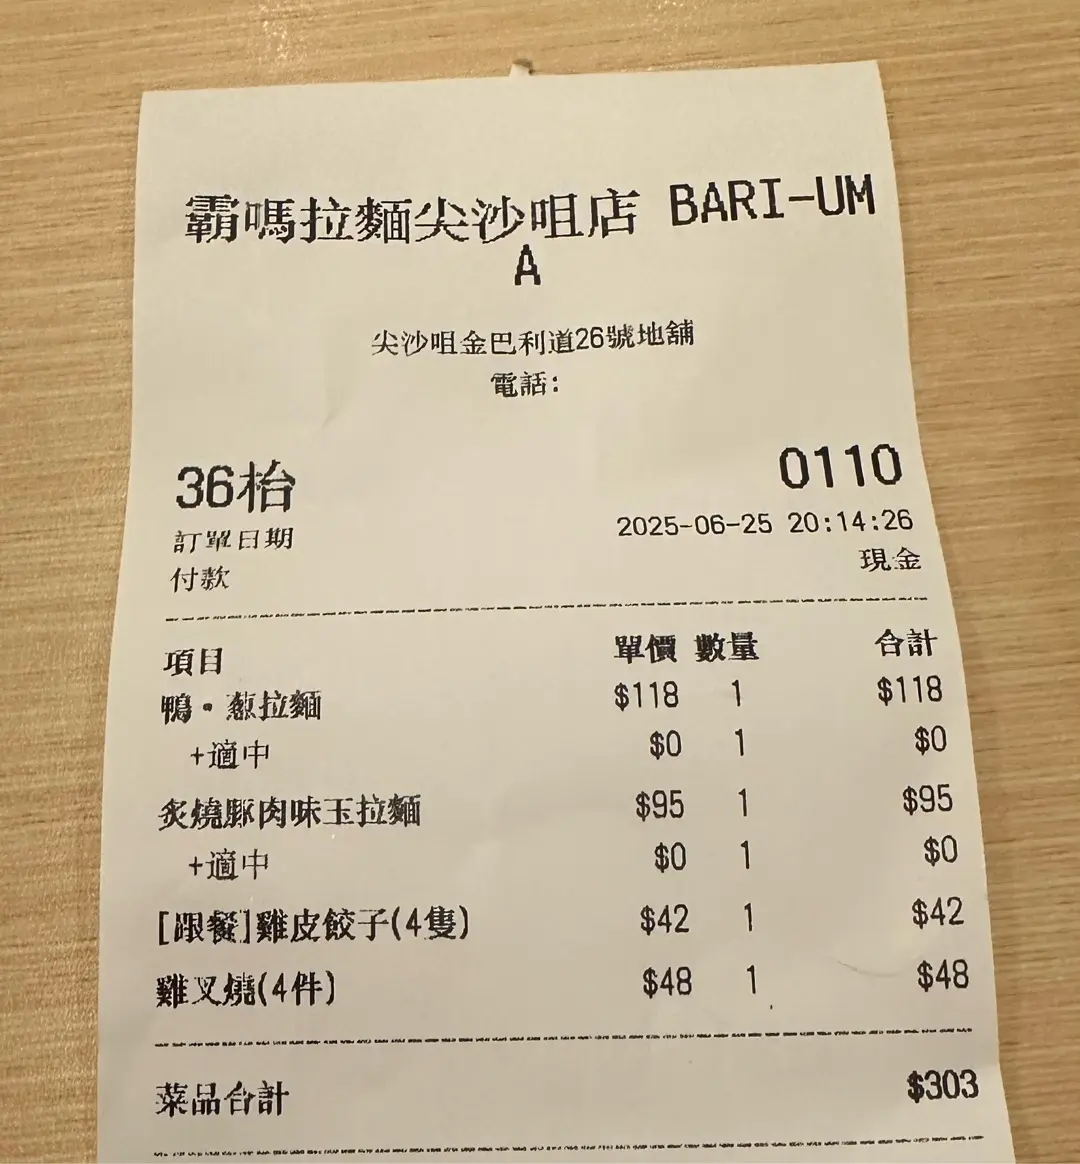 霸嗎拉麵尖沙咀店 BARI-UM
A
尖沙咀金巴利道26號地舖
電話:
36枱 0110
訂單日期 2025-06-25 20:14:26
付款 現金
項目 單價 數量 合計
鴨·葱拉麵 $118 1 $118
+適中 $0 1 $0
炙燒豚肉味玉拉麵 $95 1 $95
+適中 $0 1 $0
[跟餐]雞皮餃子(4隻) $42 1 $42
雞叉燒(4件) $48 1 $48
菜品合計 $303